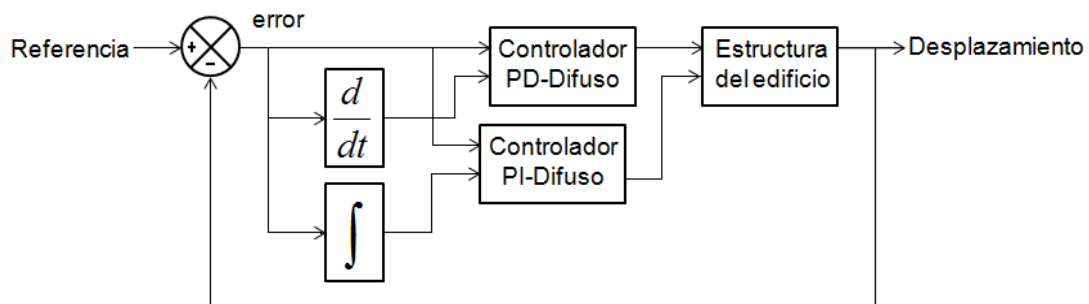 error
Referencia
+
-
Controlador
PD-Difuso
Estructura
del edificio
Desplazamiento
d
dt
Controlador
PI-Difuso
∫